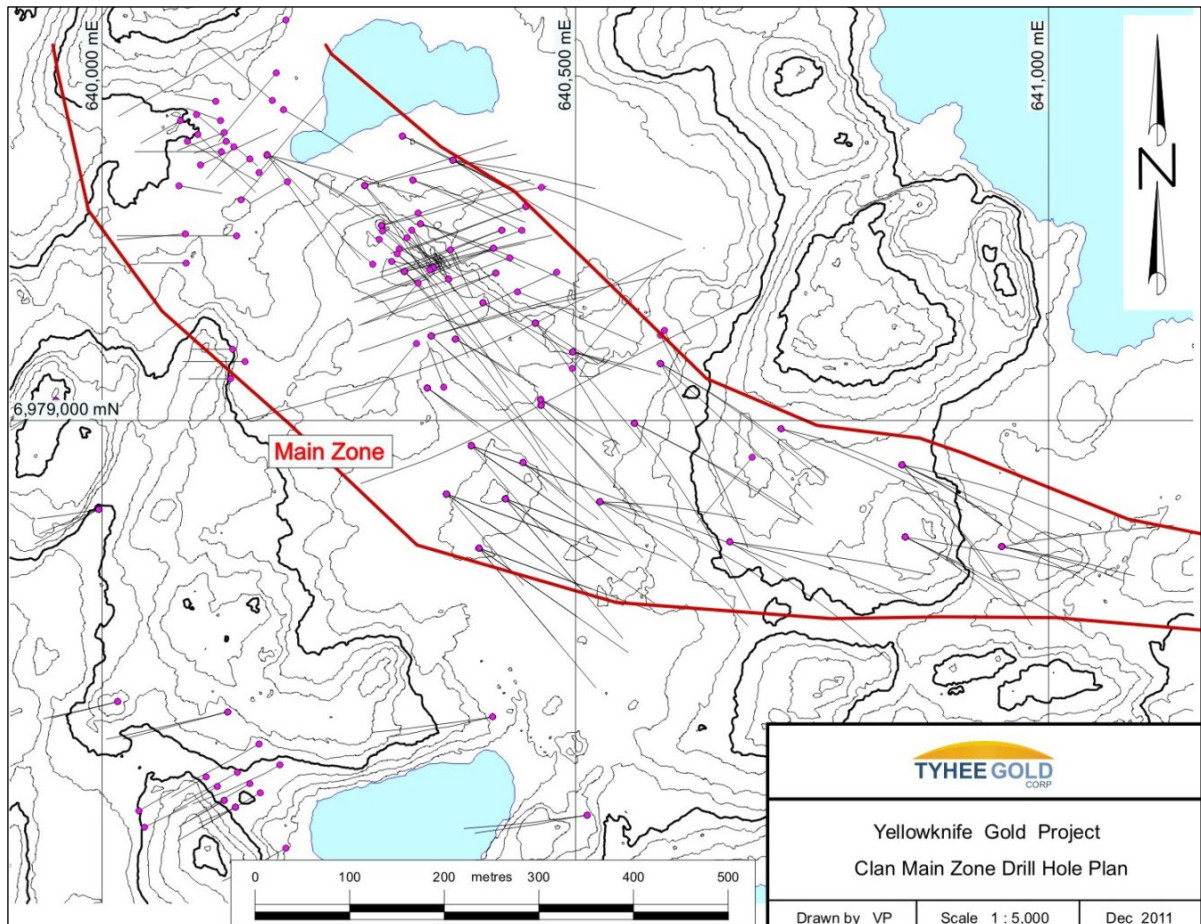 640,000 mE
640,500 mE
641,000 mE
N
6,979,000 mN
Main Zone
TYHEE GOLD
CORP
Yellowknife Gold Project
Clan Main Zone Drill Hole Plan
metres
0 100 200 300 400 500
Drawn by VP Scale 1 : 5,000 Dec 2011